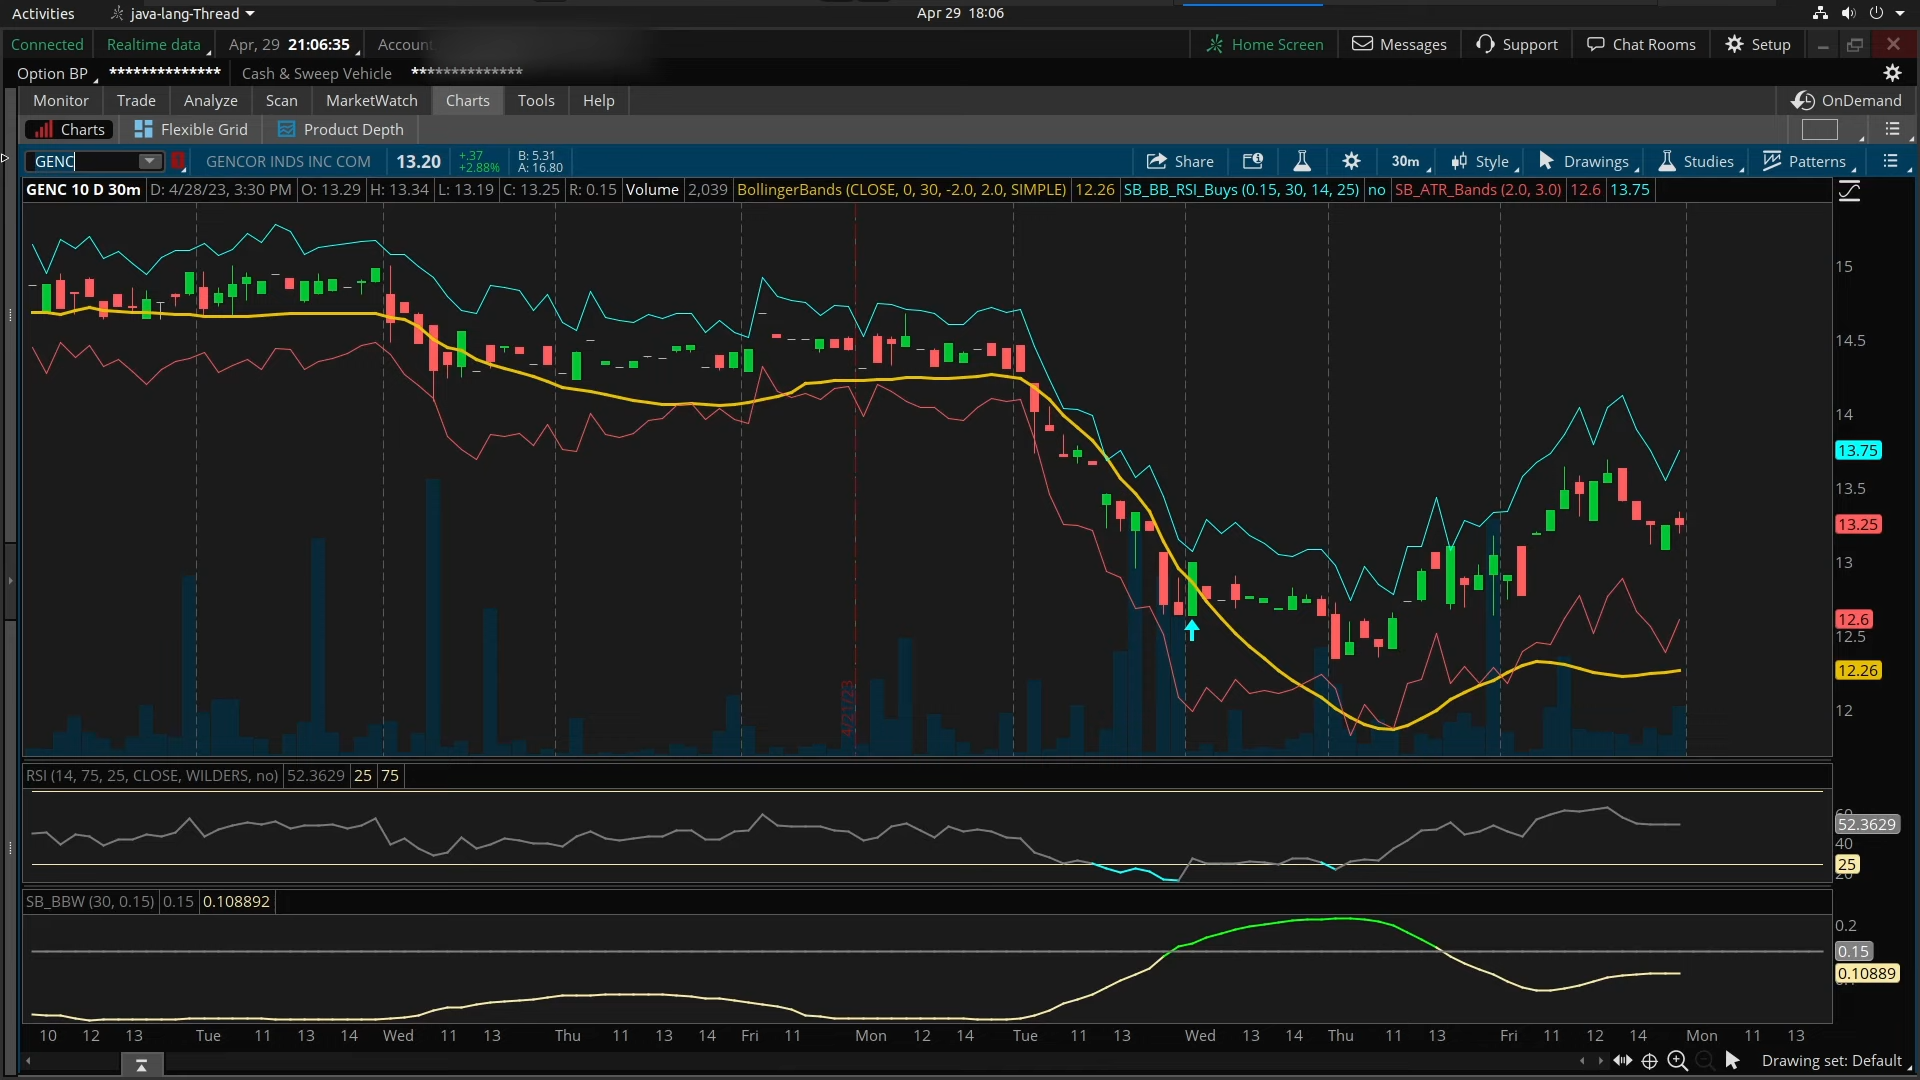 Activities java-lang-Thread Apr 29 18:06
Connected Realtime data Apr, 29 21:06:35 Home Screen Messages Support Chat Rooms Setup
Option BP ************** Cash & Sweep Vehicle **************
Monitor Trade Analyze Scan MarketWatch Charts Tools Help OnDemand
Charts Flexible Grid Product Depth
GENC GENCOR INDS INC COM 13.20 +.37 +2.88% B: 5.31 A: 16.80 Share 30m Style Drawings Studies Patterns
GENC 10 D 30m D: 4/28/23, 3:30 PM O: 13.29 H: 13.34 L: 13.19 C: 13.25 R: 0.15 Volume 2,039 BollingerBands (CLOSE, 0, 30, -2.0, 2.0, SIMPLE) 12.26 SB_BB_RSI_Buys (0.15, 30, 14, 25) no SB_ATR_Bands (2.0, 3.0) 12.6 13.75
15
14.5
14
13.75
13.5
13.25
13
12.6
12.5
12.26
12
4/21/23
RSI (14, 75, 25, CLOSE, WILDERS, no) 52.3629 25 75
60
52.3629
40
25
20
SB_BBW (30, 0.15) 0.15 0.108892
0.2
0.15
0.10889
10 12 13 Tue 11 13 14 Wed 11 13 Thu 11 13 14 Fri 11 Mon 12 14 Tue 11 13 Wed 13 14 Thu 11 13 Fri 11 12 14 Mon 11 13
Drawing set: Default